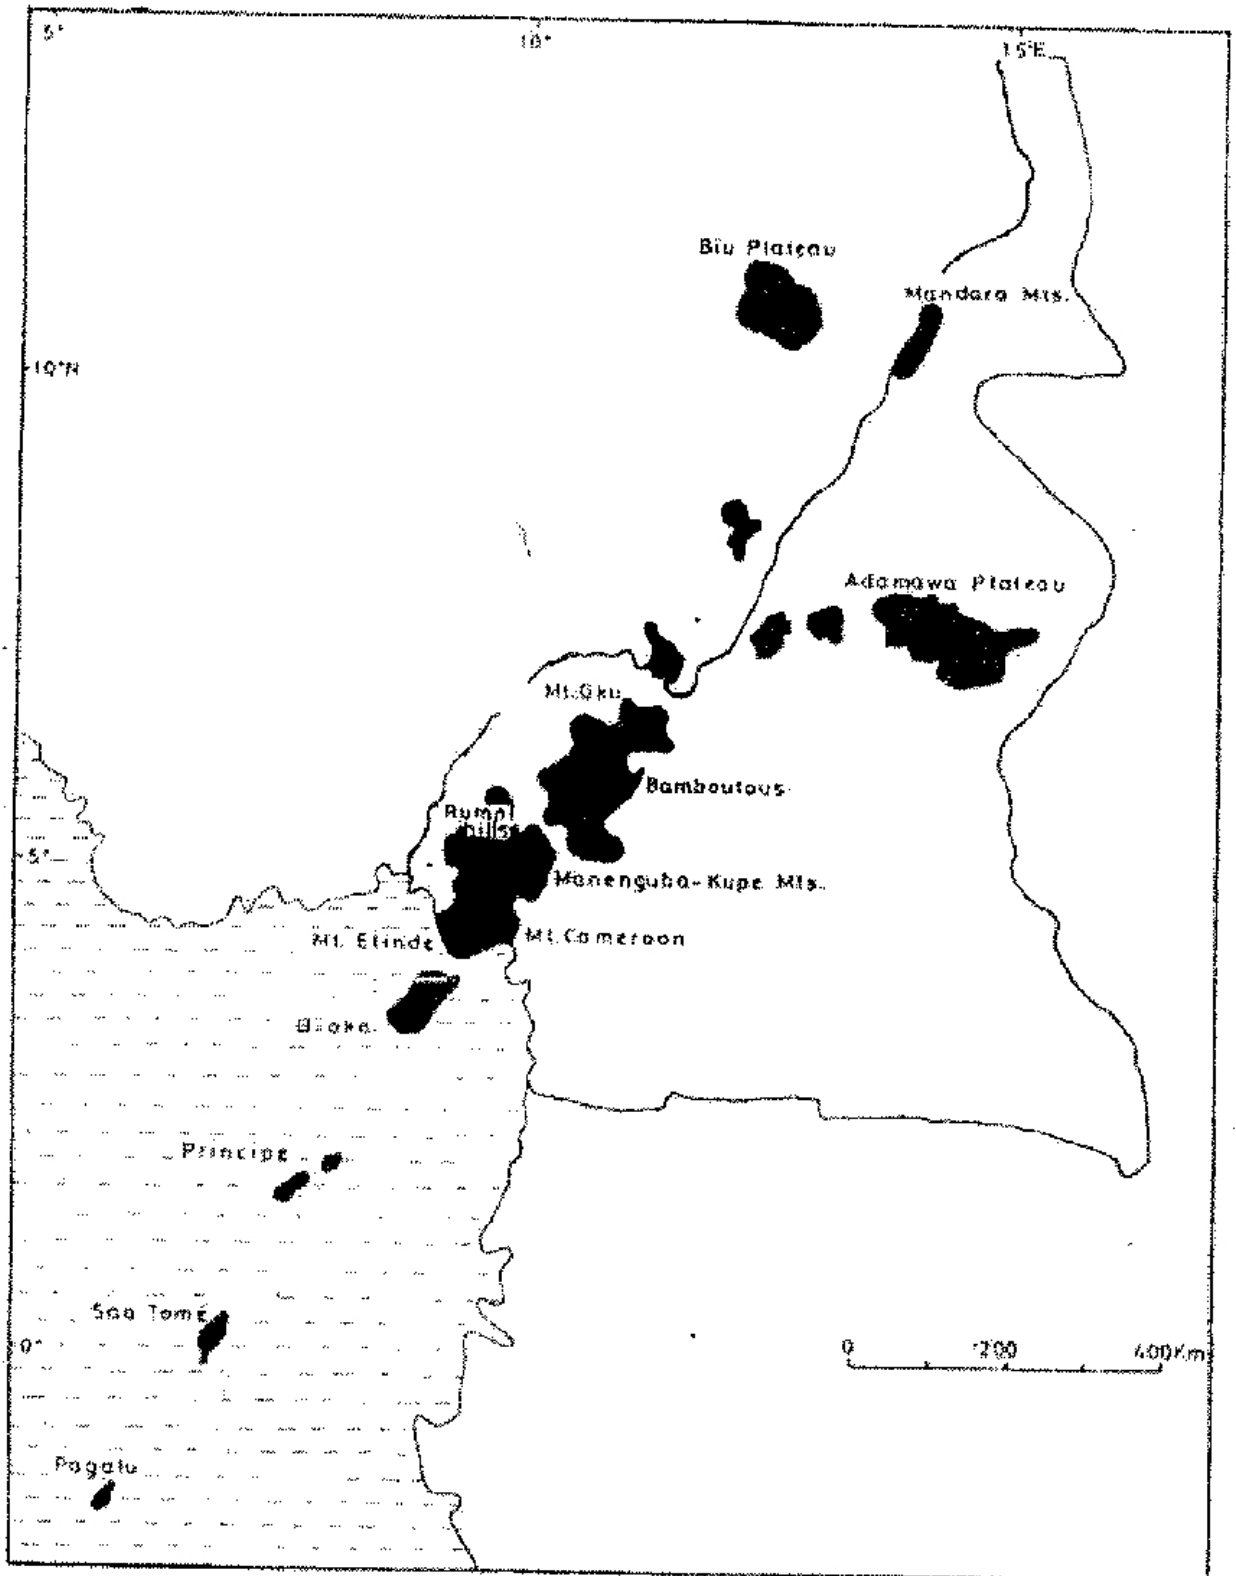 5°
10°
15°E
Biu Plateau
Mandara Mts.
10°N
Adamawa Plateau
Mt.Oku
Bamboutous
Rumpi
hills
5°
Manenguba-Kupe Mts.
Mt. Etinde
Mt.Cameroon
Bioko
Principe
Sao Tome
0°
0 200 400Km
Pagalu